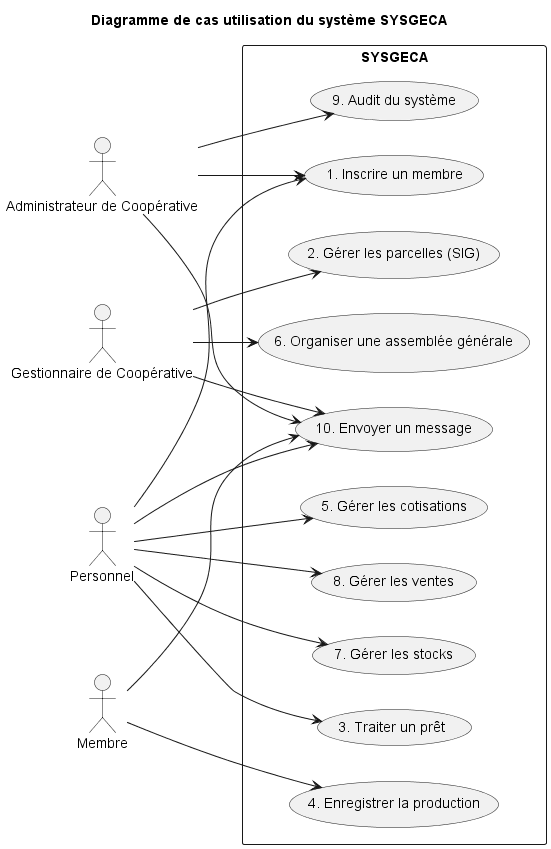 Diagramme de cas utilisation du système SYSGECA
SYSGECA
9. Audit du système
1. Inscrire un membre
Administrateur de Coopérative
2. Gérer les parcelles (SIG)
6. Organiser une assemblée générale
Gestionnaire de Coopérative
10. Envoyer un message
5. Gérer les cotisations
Personnel
8. Gérer les ventes
7. Gérer les stocks
3. Traiter un prêt
Membre
4. Enregistrer la production